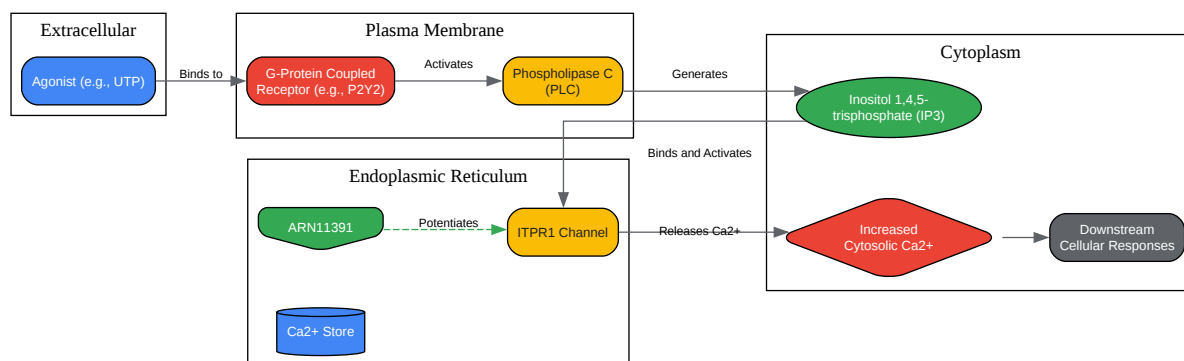 Extracellular
Agonist (e.g., UTP)
Binds to
Plasma Membrane
G-Protein Coupled
Receptor (e.g., P2Y2)
Activates
Phospholipase C
(PLC)
Generates
Cytoplasm
Inositol 1,4,5-
trisphosphate (IP3)
Binds and Activates
Endoplasmic Reticulum
ARN11391
Potentiates
ITPR1 Channel
Releases Ca2+
Increased
Cytosolic Ca2+
Downstream
Cellular Responses
Ca2+ Store